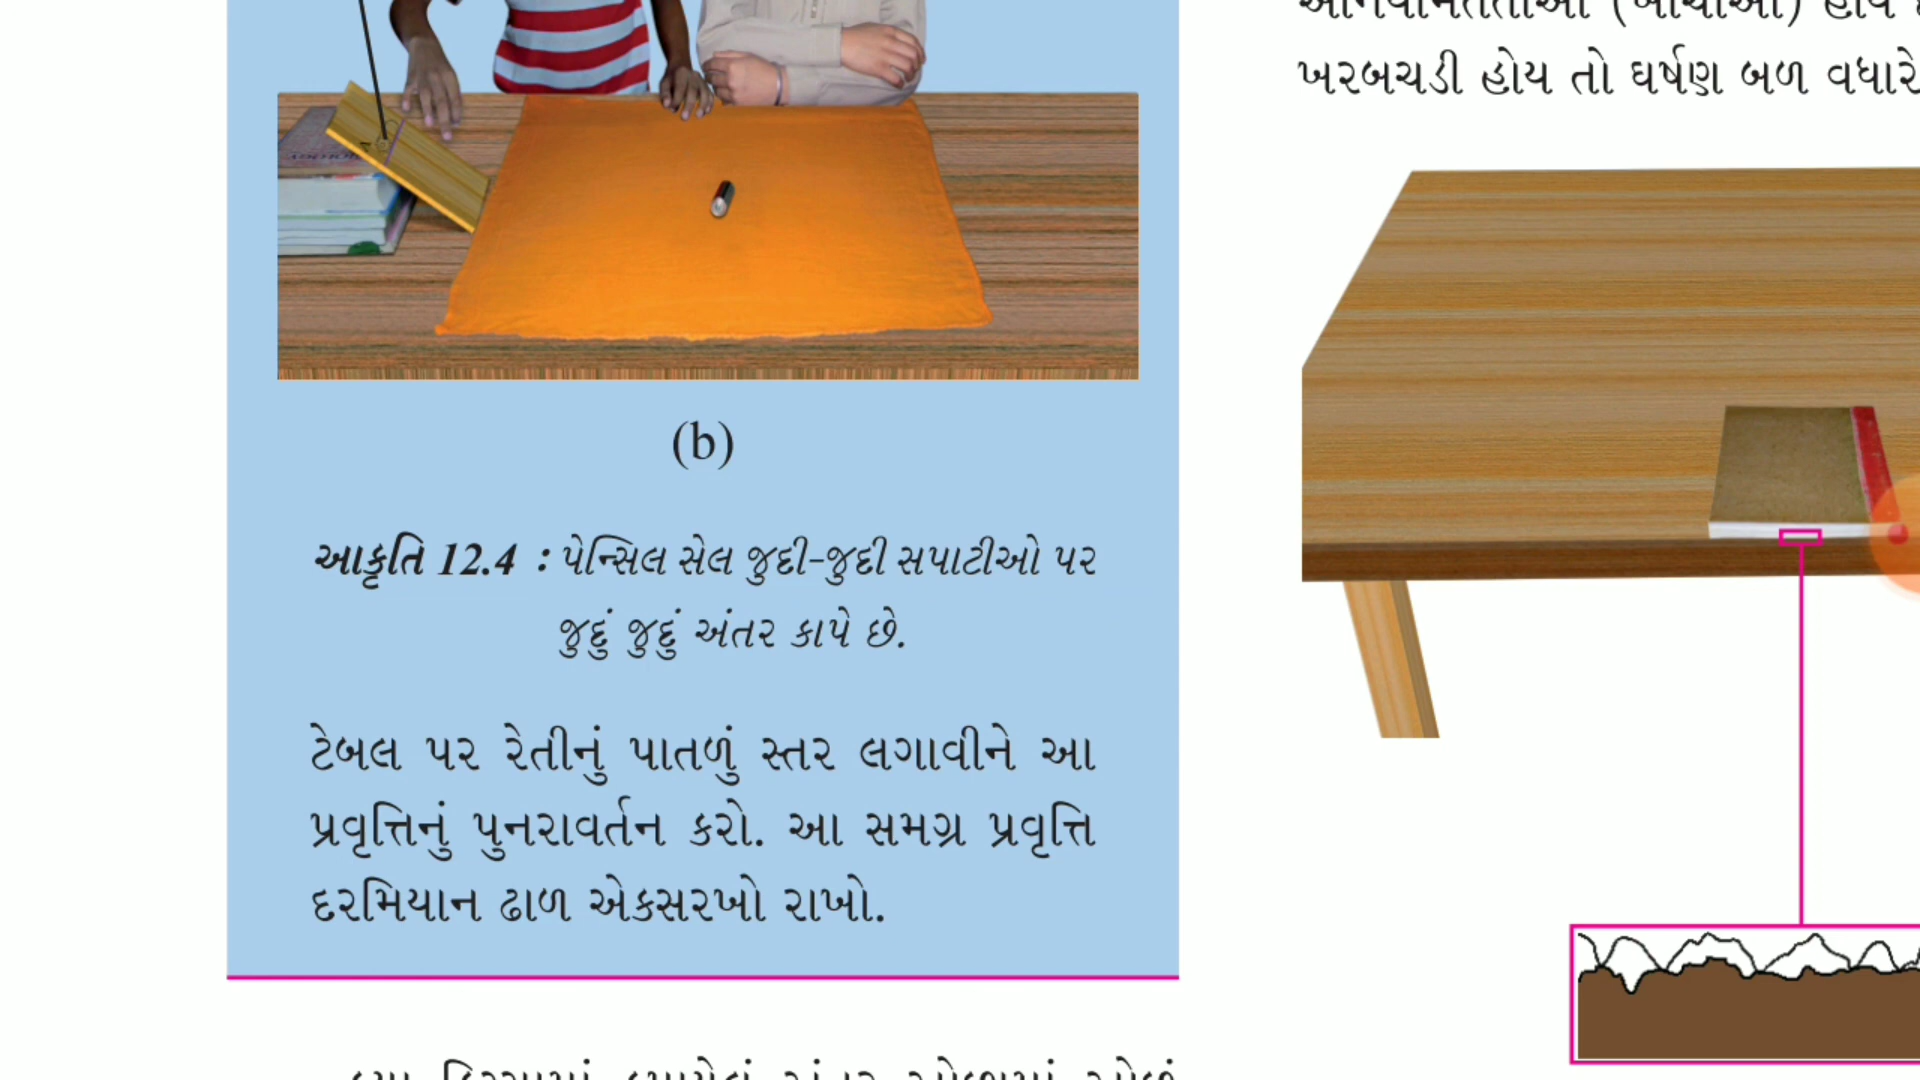 (b)
આકૃતિ 12.4 : પેન્સિલ સેલ જુદી-જુદી સપાટીઓ પર
જુદું જુદું અંતર કાપે છે.
ટેબલ પર રેતીનું પાતળું સ્તર લગાવીને આ
પ્રવૃત્તિનું પુનરાવર્તન કરો. આ સમગ્ર પ્રવૃત્તિ
દરમિયાન ઢાળ એકસરખો રાખો.
ખરબચડી હોય તો ઘર્ષણ બળ વધારે